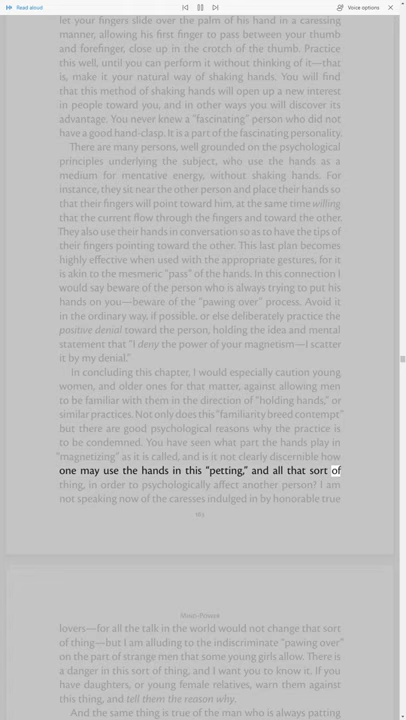 Read aloud
Voice options
let your fingers slide over the palm of his hand in a caressing
manner, allowing his first finger to pass between your thumb
and forefinger, close up in the crotch of the thumb. Practice
this well, until you can perform it without thinking of it—that
is, make it your natural way of shaking hands. You will find
that this method of shaking hands will open up a new interest
in people toward you, and in other ways you will discover its
advantage. You never knew a "fascinating" person who did not
have a good hand-clasp. It is a part of the fascinating personality.
There are many persons, well grounded on the psychological
principles underlying the subject, who use the hands as a
medium for mentative energy, without shaking hands. For
instance, they sit near the other person and place their hands so
that their fingers will point toward him, at the same time willing
that the current flow through the fingers and toward the other.
They also use their hands in conversation so as to have the tips of
their fingers pointing toward the other. This last plan becomes
highly effective when used with the appropriate gestures, for it
is akin to the mesmeric "pass" of the hands. In this connection I
would say beware of the person who is always trying to put his
hands on you—beware of the "pawing over" process. Avoid it
in the ordinary way, if possible, or else deliberately practice the
positive denial toward the person, holding the idea and mental
statement that "I deny the power of your magnetism—I scatter
it by my denial."
In concluding this chapter, I would especially caution young
women, and older ones for that matter, against allowing men
to be familiar with them in the direction of "holding hands," or
similar practices. Not only does this "familiarity breed contempt"
but there are good psychological reasons why the practice is
to be condemned. You have seen what part the hands play in
"magnetizing" as it is called, and is it not clearly discernible how
one may use the hands in this "petting," and all that sort of
thing, in order to psychologically affect another person? I am
not speaking now of the caresses indulged in by honorable true
Mind-Power
lovers—for all the talk in the world would not change that sort
of thing—but I am alluding to the indiscriminate "pawing over"
on the part of strange men that some young girls allow. There is
a danger in this sort of thing, and I want you to know it. If you
have daughters, or young female relatives, warn them against
this thing, and tell them the reason why.
And the same thing is true of the man who is always patting